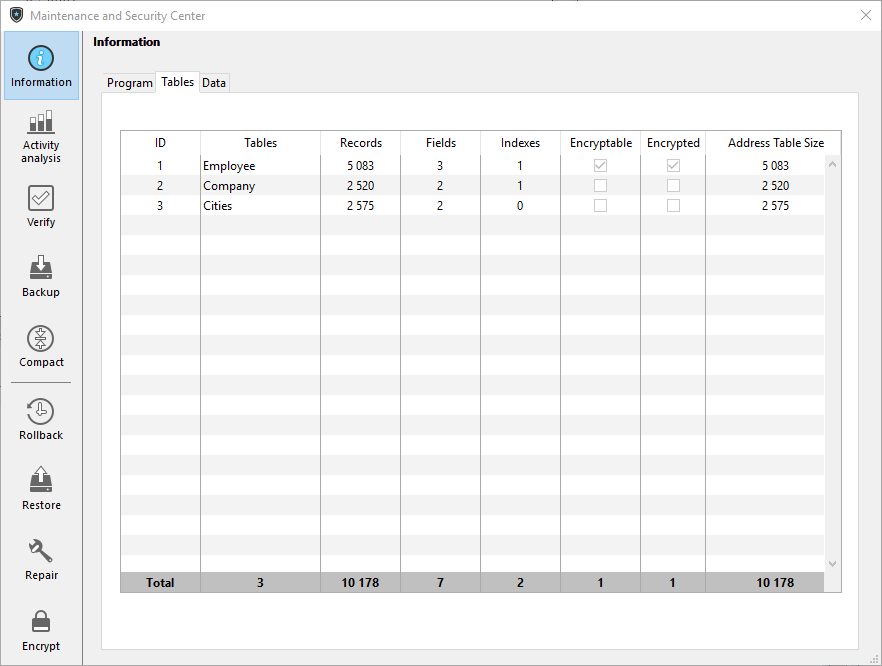 Maintenance and Security Center
Information
Information
Program Tables Data
Activity
analysis
Verify
Backup
Compact
Rollback
Restore
Repair
Encrypt
ID Tables Records Fields Indexes Encryptable Encrypted Address Table Size
1 Employee 5 083 3 1 5 083
2 Company 2 520 2 1 2 520
3 Cities 2 575 2 0 2 575
Total 3 10 178 7 2 1 1 10 178